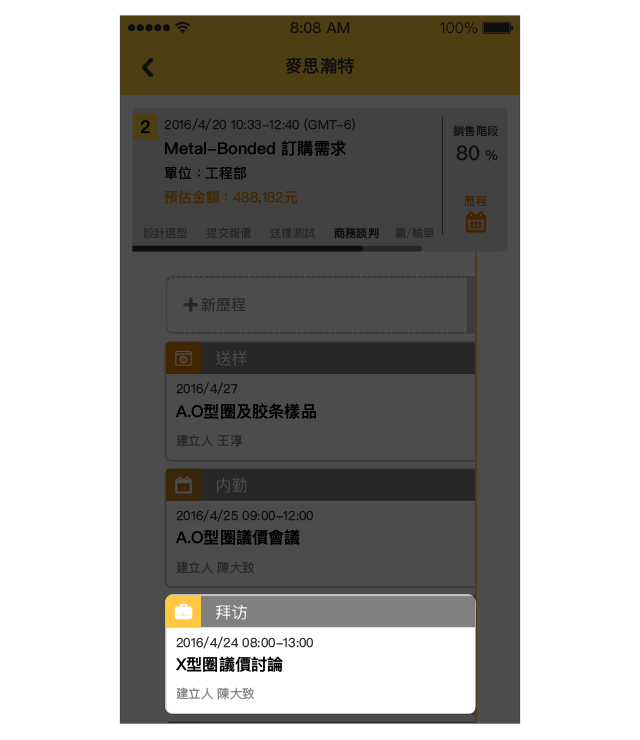 8:08 AM 100%
麥思瀚特
2 2016/4/20 10:33-12:40 (GMT-6)
Metal-Bonded 訂購需求
單位：工程部
預估金額：488,182元
銷售階段
80 %
歷程
設計選型 提交報價 送樣測試 商務談判 贏/輸單
+新歷程
送样
2016/4/27
A.O型圈及胶条樣品
建立人 王淳
内勤
2016/4/25 09:00-12:00
A.O型圈議價會議
建立人 陳大致
拜访
2016/4/24 08:00-13:00
X型圈議價討論
建立人 陳大致